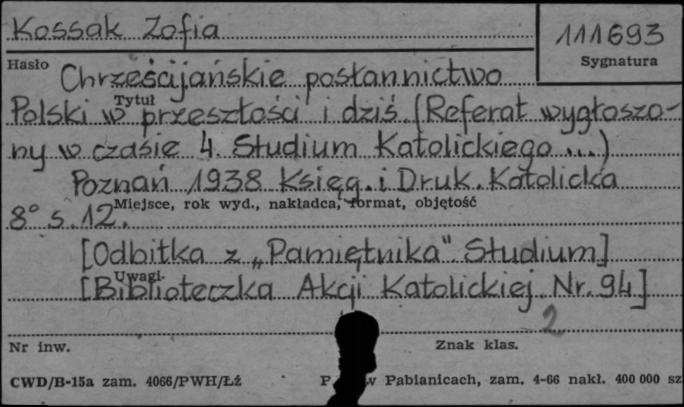 Kossak Zofia
111693
Hasło
Sygnatura
Chrześcijańskie posłannictwo
Tytuł
Polski w przeszłości i dziś. (Referat wygłoszo-
ny w czasie 4. Studium Katolickiego ...)
Poznań 1938 Księg. i Druk. Katolicka
Miejsce, rok wyd., nakładca, format, objętość
8° s. 12.
[Odbitka z „Pamiętnika" Studium]
Uwagi
[Biblioteczka Akcji Katolickiej Nr. 94]
2
Nr inw.
Znak klas.
CWD/B-15a zam. 4066/PWH/Łź
P w Pabianicach, zam. 4-66 nakł. 400 000 sz